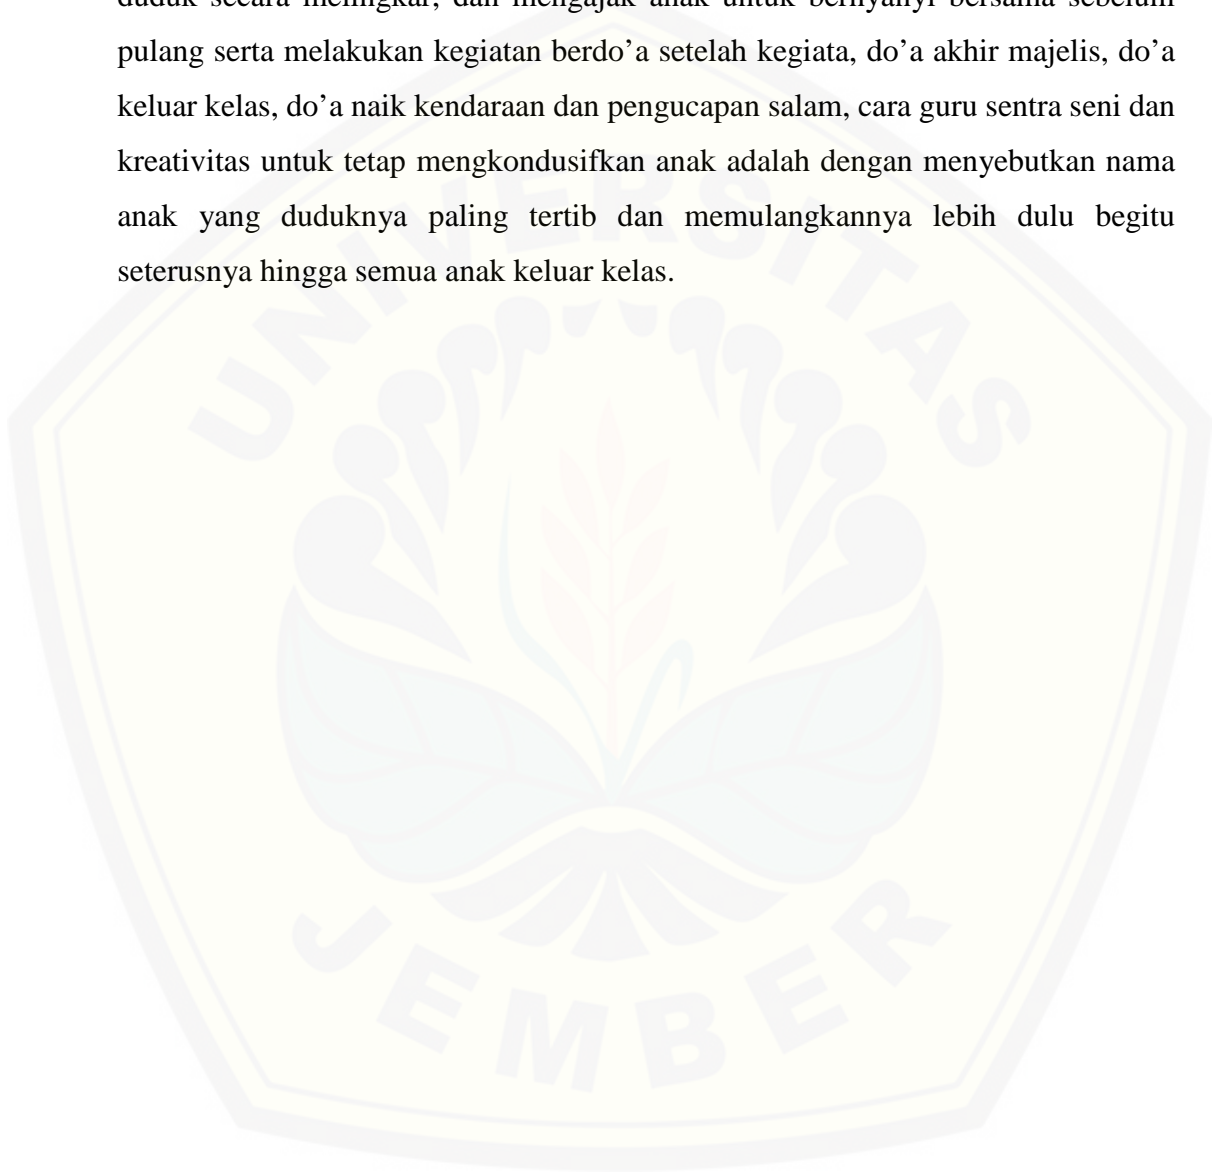 duduk secara melingkar, dan mengajak anak untuk bernyanyi bersama sebelum
pulang serta melakukan kegiatan berdo’a setelah kegiata, do’a akhir majelis, do’a
keluar kelas, do’a naik kendaraan dan pengucapan salam, cara guru sentra seni dan
kreativitas untuk tetap mengkondusifkan anak adalah dengan menyebutkan nama
anak yang duduknya paling tertib dan memulangkannya lebih dulu begitu
seterusnya hingga semua anak keluar kelas.
UNIVERSITAS
JEMBER